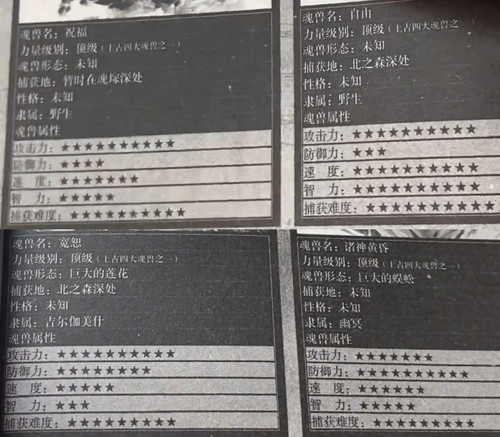 魂兽名：祝福
力量级别：顶级（上古四大魂兽之一）
魂兽形态：未知
捕获地：暂时在魂塚深处
性格：未知
隶属：野生
魂兽属性
攻击力：★★★★★★★★★★
防御力：★★★★
速　度：★★★★★★★
智　力：★★★★★
捕获难度：★★★★★★★★★★
魂兽名：自由
力量级别：顶级（上古四大魂兽之一）
魂兽形态：未知
捕获地：北之森深处
性格：未知
隶属：野生
魂兽属性
攻击力：★★★★★★★★★★
防御力：★★★
速　度：★★★★★★★★★★
智　力：★★★★★★★★★★
捕获难度：★★★★★★★★★
魂兽名：宽恕
力量级别：顶级（上古四大魂兽之一）
魂兽形态：巨大的莲花
捕获地：北之森深处
性格：未知
隶属：吉尔伽美什
魂兽属性
攻击力：★★★★★★★★★★
防御力：★★★★★★★★
速　度：★★★★★
智　力：★★★
捕获难度：★★★★★★★★★
魂兽名：诸神黄昏
力量级别：顶级（上古四大魂兽之一）
魂兽形态：巨大的蜈蚣
捕获地：未知
性格：未知
隶属：幽冥
魂兽属性
攻击力：★★★★★★★
防御力：★★★★★★★★★★
速　度：★★★★★★
智　力：★★★★★
捕获难度：★★★★★★★